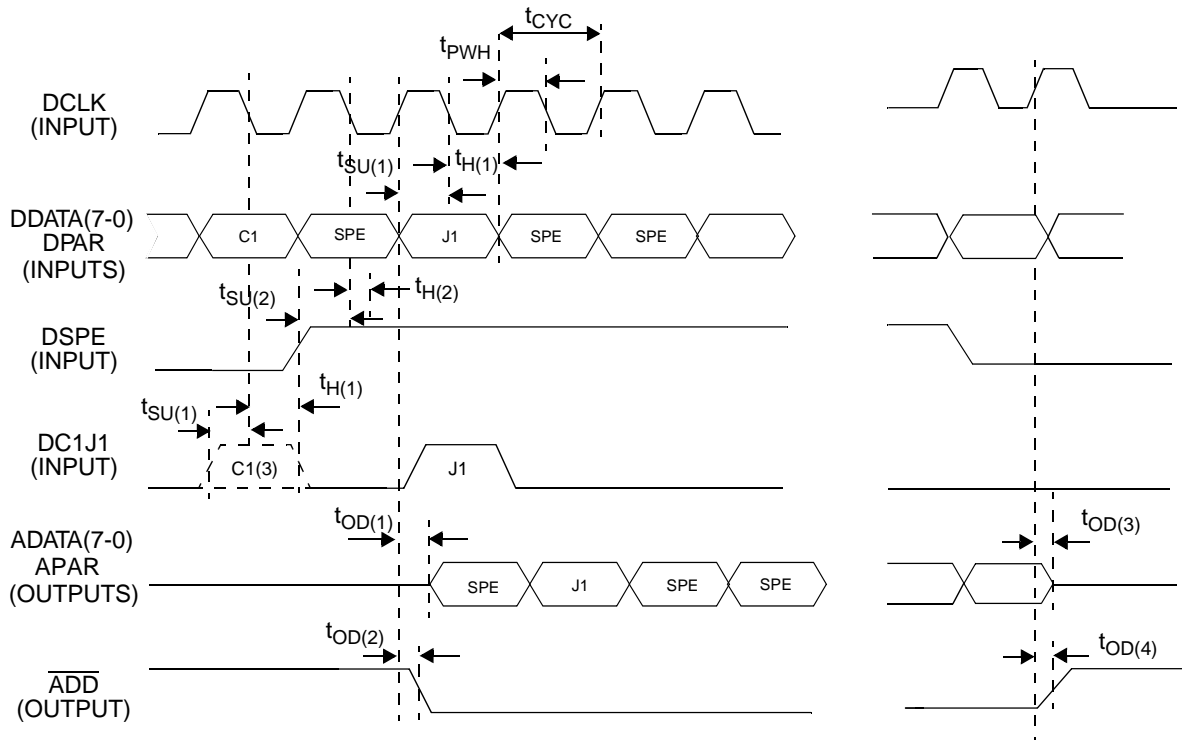 tCYC
tPWH
DCLK
(INPUT)
tSU(1)
tH(1)
DDATA(7-0)
DPAR
(INPUTS)
C1
SPE
J1
SPE
SPE
tSU(2)
tH(2)
DSPE
(INPUT)
tH(1)
tSU(1)
DC1J1
(INPUT)
C1(3)
J1
tOD(1)
tOD(3)
ADATA(7-0)
APAR
(OUTPUTS)
SPE
J1
SPE
SPE
tOD(2)
tOD(4)
ADD
(OUTPUT)